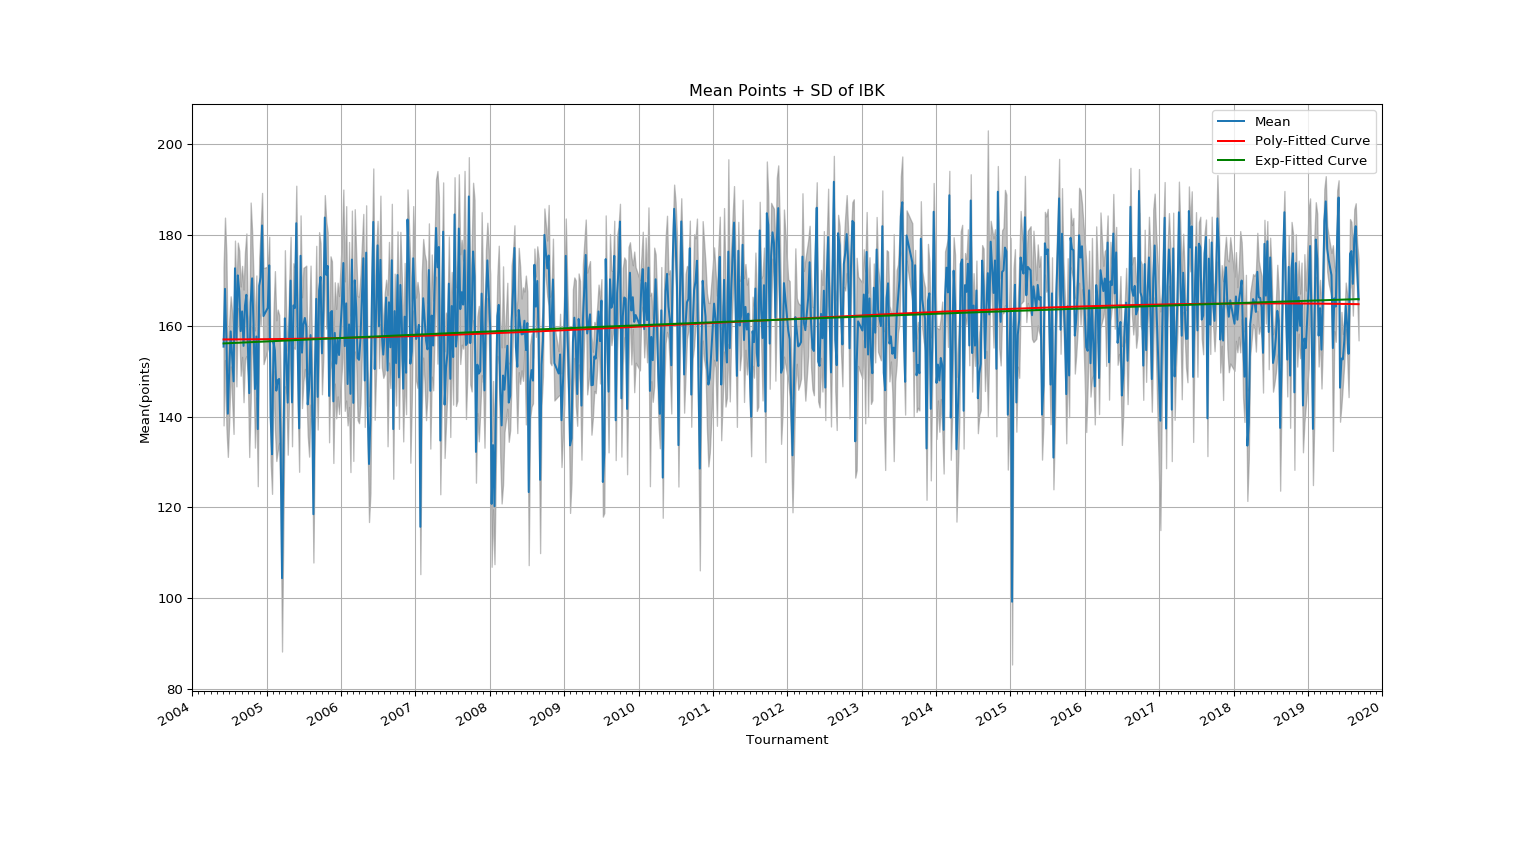 Mean Points + SD of IBK
Mean
Poly-Fitted Curve
Exp-Fitted Curve
Mean(points)
200
180
160
140
120
100
80
2004 2005 2006 2007 2008 2009 2010 2011 2012 2013 2014 2015 2016 2017 2018 2019 2020
Tournament